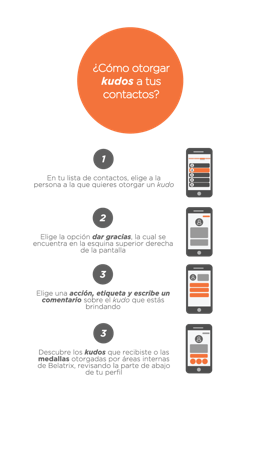 ¿Cómo otorgar
kudos a tus
contactos?
1
En tu lista de contactos, elige a la
persona a la que quieres otorgar un kudo
2
Elige la opción dar gracias, la cual se
encuentra en la esquina superior derecha
de la pantalla
3
Elige una acción, etiqueta y escribe un
comentario sobre el kudo que estás
brindando
3
Descubre los kudos que recibiste o las
medallas otorgadas por áreas internas
de Belatrix, revisando la parte de abajo
de tu perfil